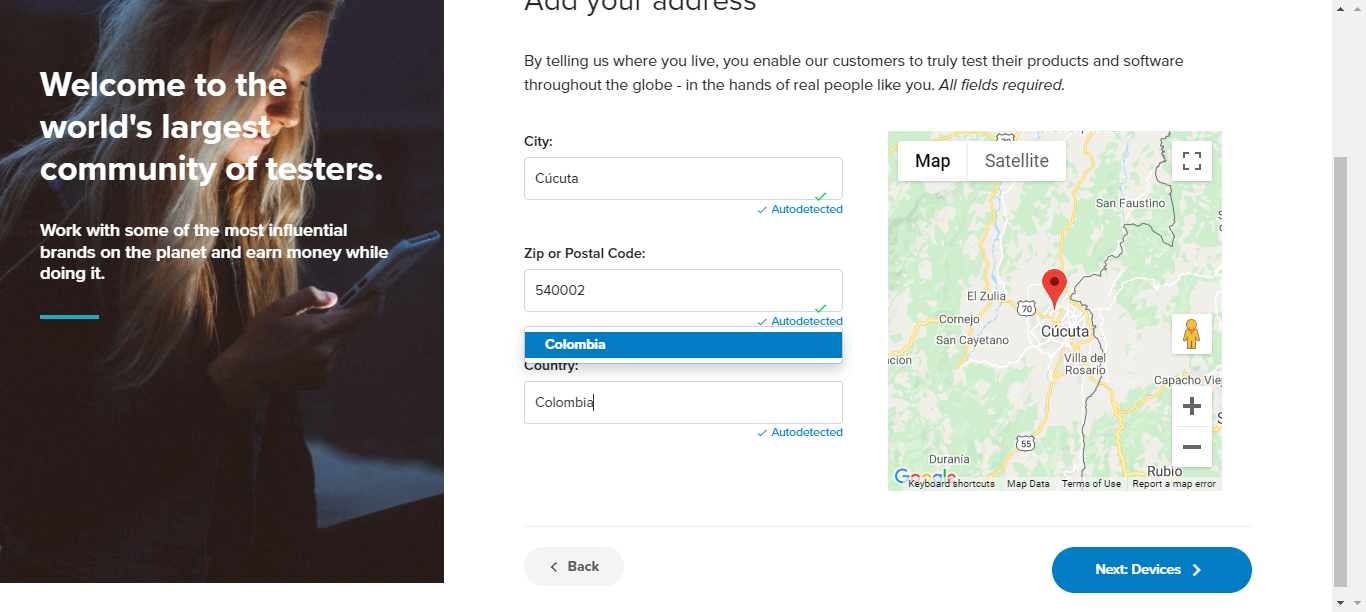 Add your address
Welcome to the
world's largest
community of testers.
Work with some of the most influential
brands on the planet and earn money while
doing it.
By telling us where you live, you enable our customers to truly test their products and software
throughout the globe - in the hands of real people like you. All fields required.
City:
Cúcuta
Autodetected
Zip or Postal Code:
540002
Autodetected
Colombia
Country:
Colombia
Autodetected
Map
Satellite
San Faustino
El Zulia
70
Cornejo
Cúcuta
San Cayetano
Villa del
Rosario
Capacho Vie
70
55
Duranía
Rubio
Google
Keyboard shortcuts
Map Data
Terms of Use
Report a map error
Back
Next: Devices